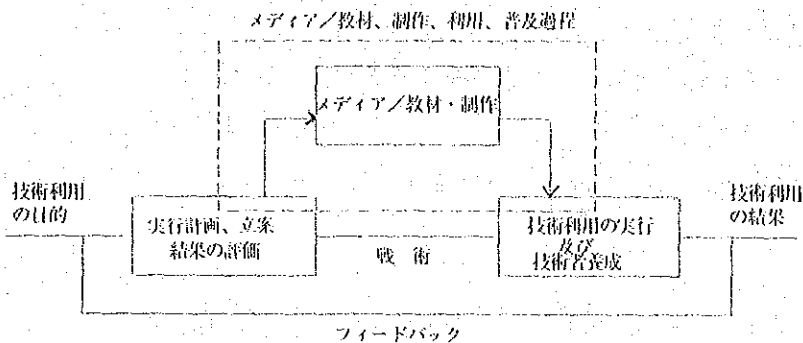 メディア／教材、制作、利用、普及過程
メディア／教材・制作
技術利用
の目的
実行計画、立案
結果の評価
戦 術
技術利用の実行
及び
技術者養成
技術利用
の結果
フィードバック